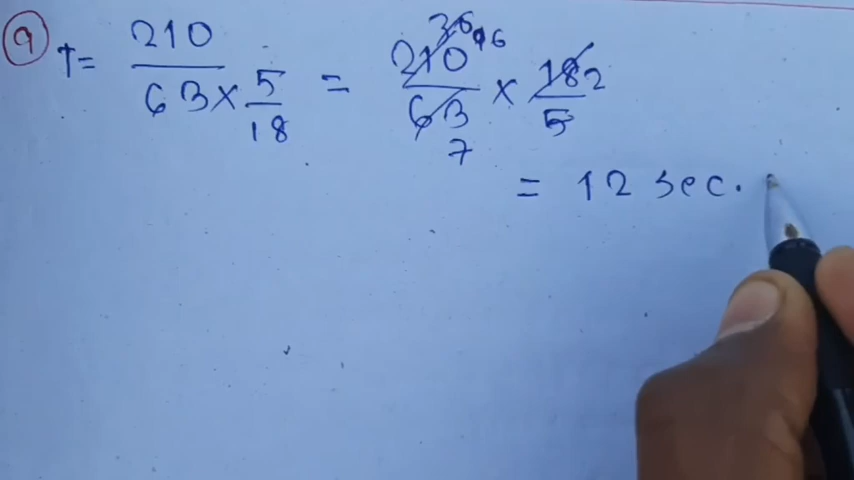 9 T = 210 / 63 × 5/18 = 210 / 63 × 18 / 5 36 6 7 2
= 12 sec.